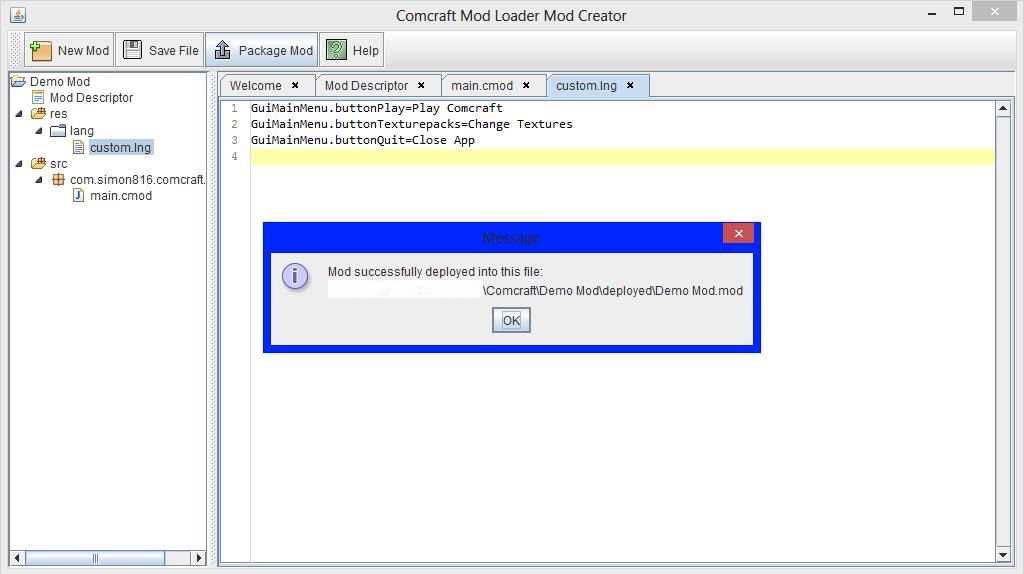 Comcraft Mod Loader Mod Creator
New Mod Save File Package Mod Help
Demo Mod
Mod Descriptor
res
lang
custom.lng
src
com.simon816.comcraft.
main.cmod
Welcome Mod Descriptor main.cmod custom.lng
1 GuiMainMenu.buttonPlay=Play Comcraft
2 GuiMainMenu.buttonTexturepacks=Change Textures
3 GuiMainMenu.buttonQuit=Close App
4
Message
Mod successfully deployed into this file:
\Comcraft\Demo Mod\deployed\Demo Mod.mod
OK